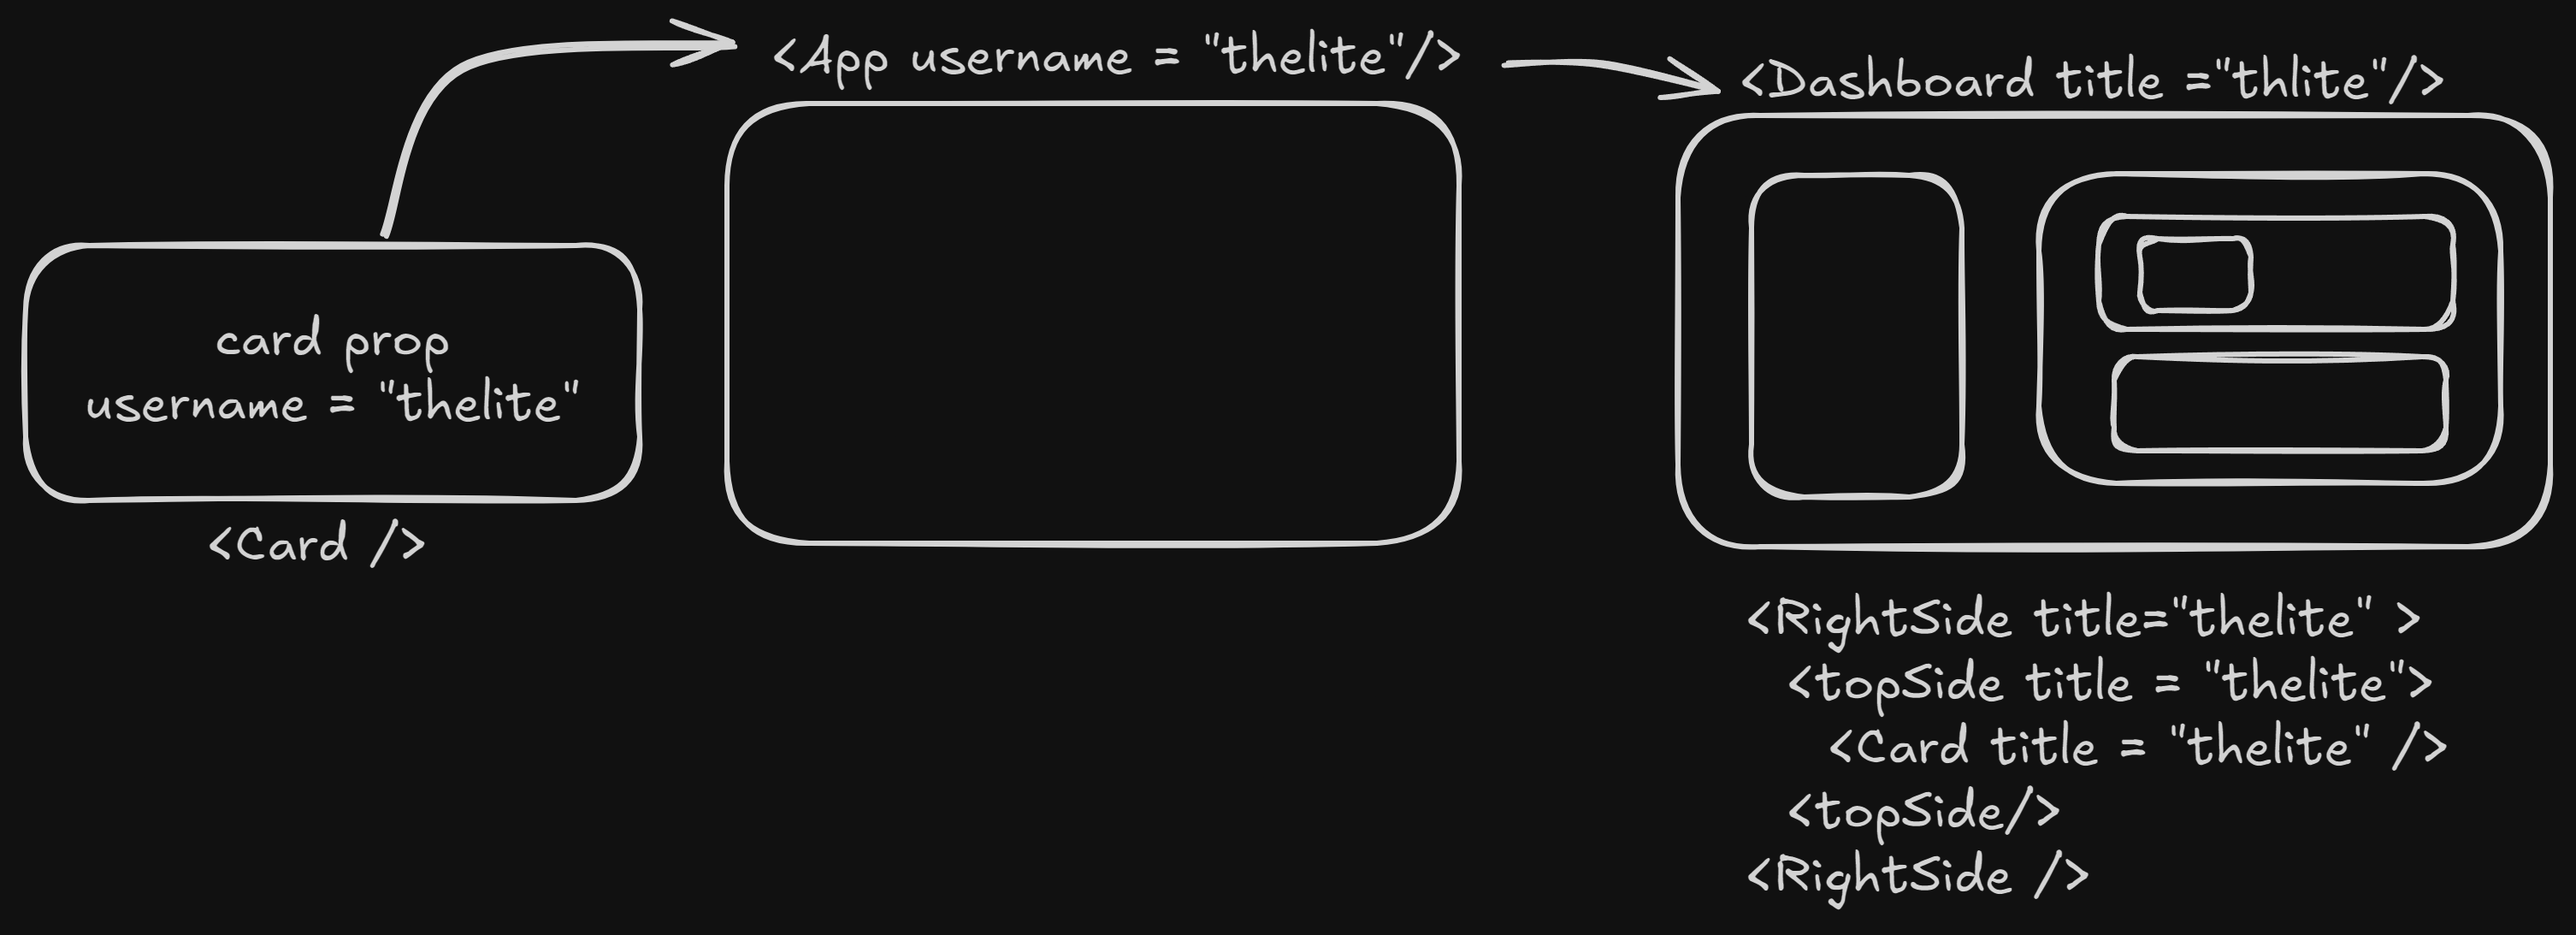 <App username = "thelite"/>
<Dashboard title ="thlite"/>
card prop
username = "thelite"
<Card />
<RightSide title="thelite" >
<topSide title = "thelite">
<Card title = "thelite" />
<topSide/>
<RightSide />